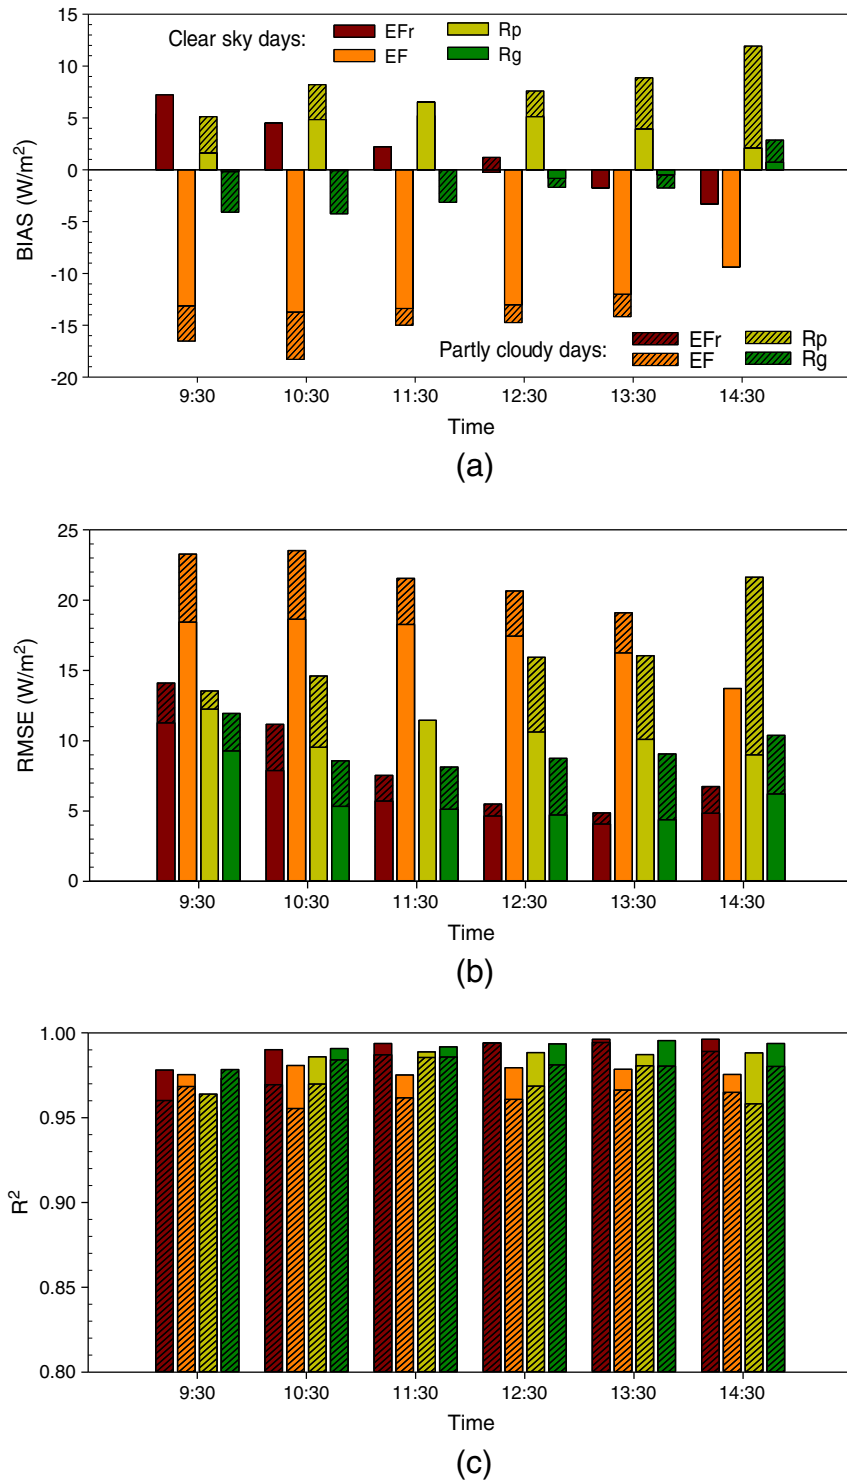 15
10
5
0
-5
-10
-15
-20
BIAS (W/m²)
Clear sky days: EFr Rp
EF Rg
Partly cloudy days: EFr Rp
EF Rg
9:30 10:30 11:30 12:30 13:30 14:30
Time
(a)
25
20
15
10
5
0
RMSE (W/m²)
9:30 10:30 11:30 12:30 13:30 14:30
Time
(b)
1.00
0.95
0.90
0.85
0.80
R²
9:30 10:30 11:30 12:30 13:30 14:30
Time
(c)